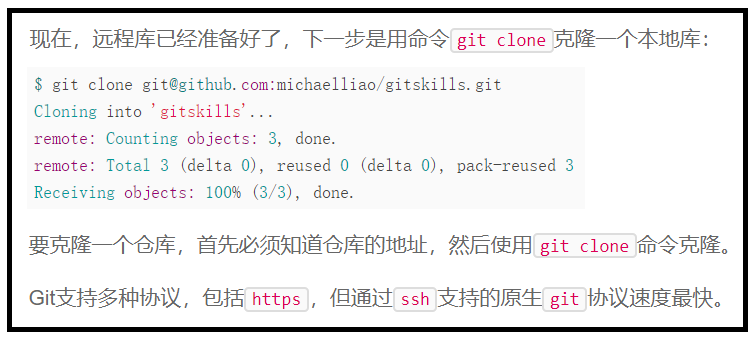 现在，远程库已经准备好了，下一步是用命令git clone克隆一个本地库：
$ git clone git@github.com:michaelliao/gitskills.git
Cloning into 'gitskills'...
remote: Counting objects: 3, done.
remote: Total 3 (delta 0), reused 0 (delta 0), pack-reused 3
Receiving objects: 100% (3/3), done.
要克隆一个仓库，首先必须知道仓库的地址，然后使用git clone命令克隆。
Git支持多种协议，包括https，但通过ssh支持的原生git协议速度最快。